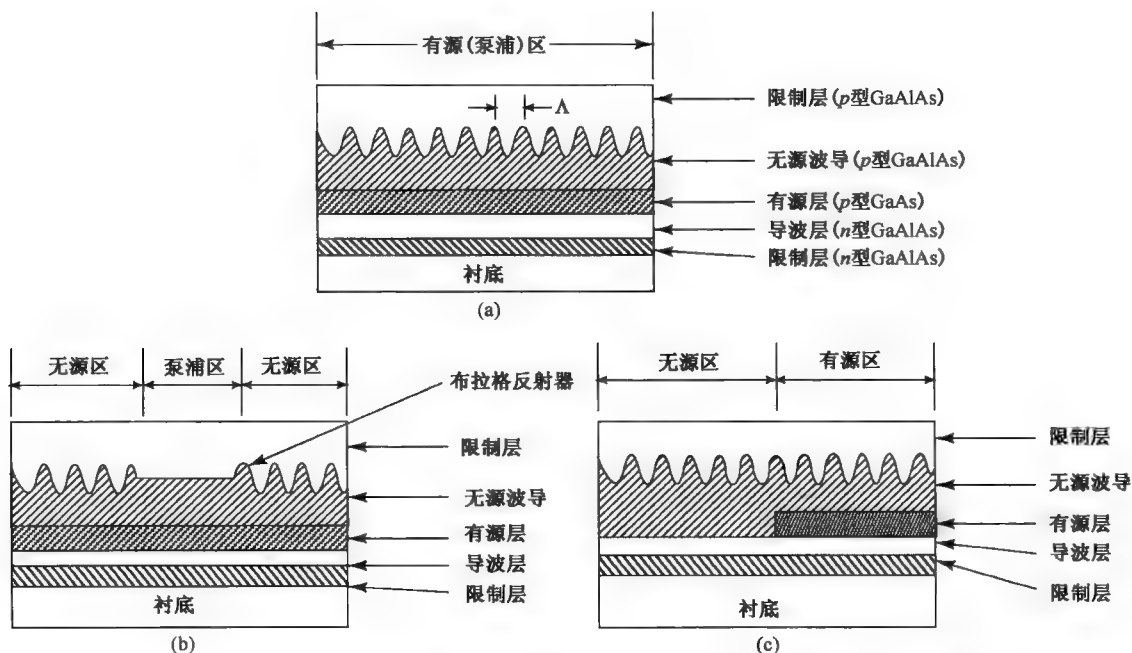 有源(泵浦)区
Λ
限制层(p型GaAlAs)
无源波导(p型GaAlAs)
有源层(p型GaAs)
导波层(n型GaAlAs)
限制层(n型GaAlAs)
衬底
(a)
无源区 泵浦区 无源区
布拉格反射器
限制层
无源波导
有源层
导波层
限制层
衬底
(b)
无源区 有源区
限制层
无源波导
有源层
导波层
限制层
衬底
(c)